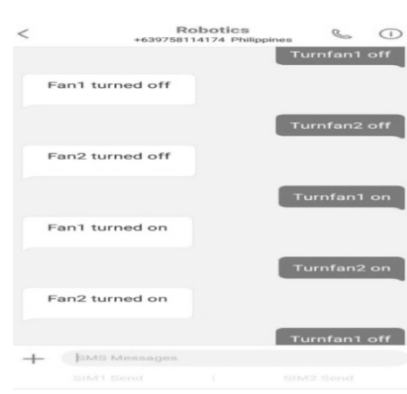 Robotics
+639758114174 Philippines
Turnfan1 off
Fan1 turned off
Turnfan2 off
Fan2 turned off
Turnfan1 on
Fan1 turned on
Turnfan2 on
Fan2 turned on
Turnfan1 off
SMS Messages
SIM1 Send
SIM2 Send